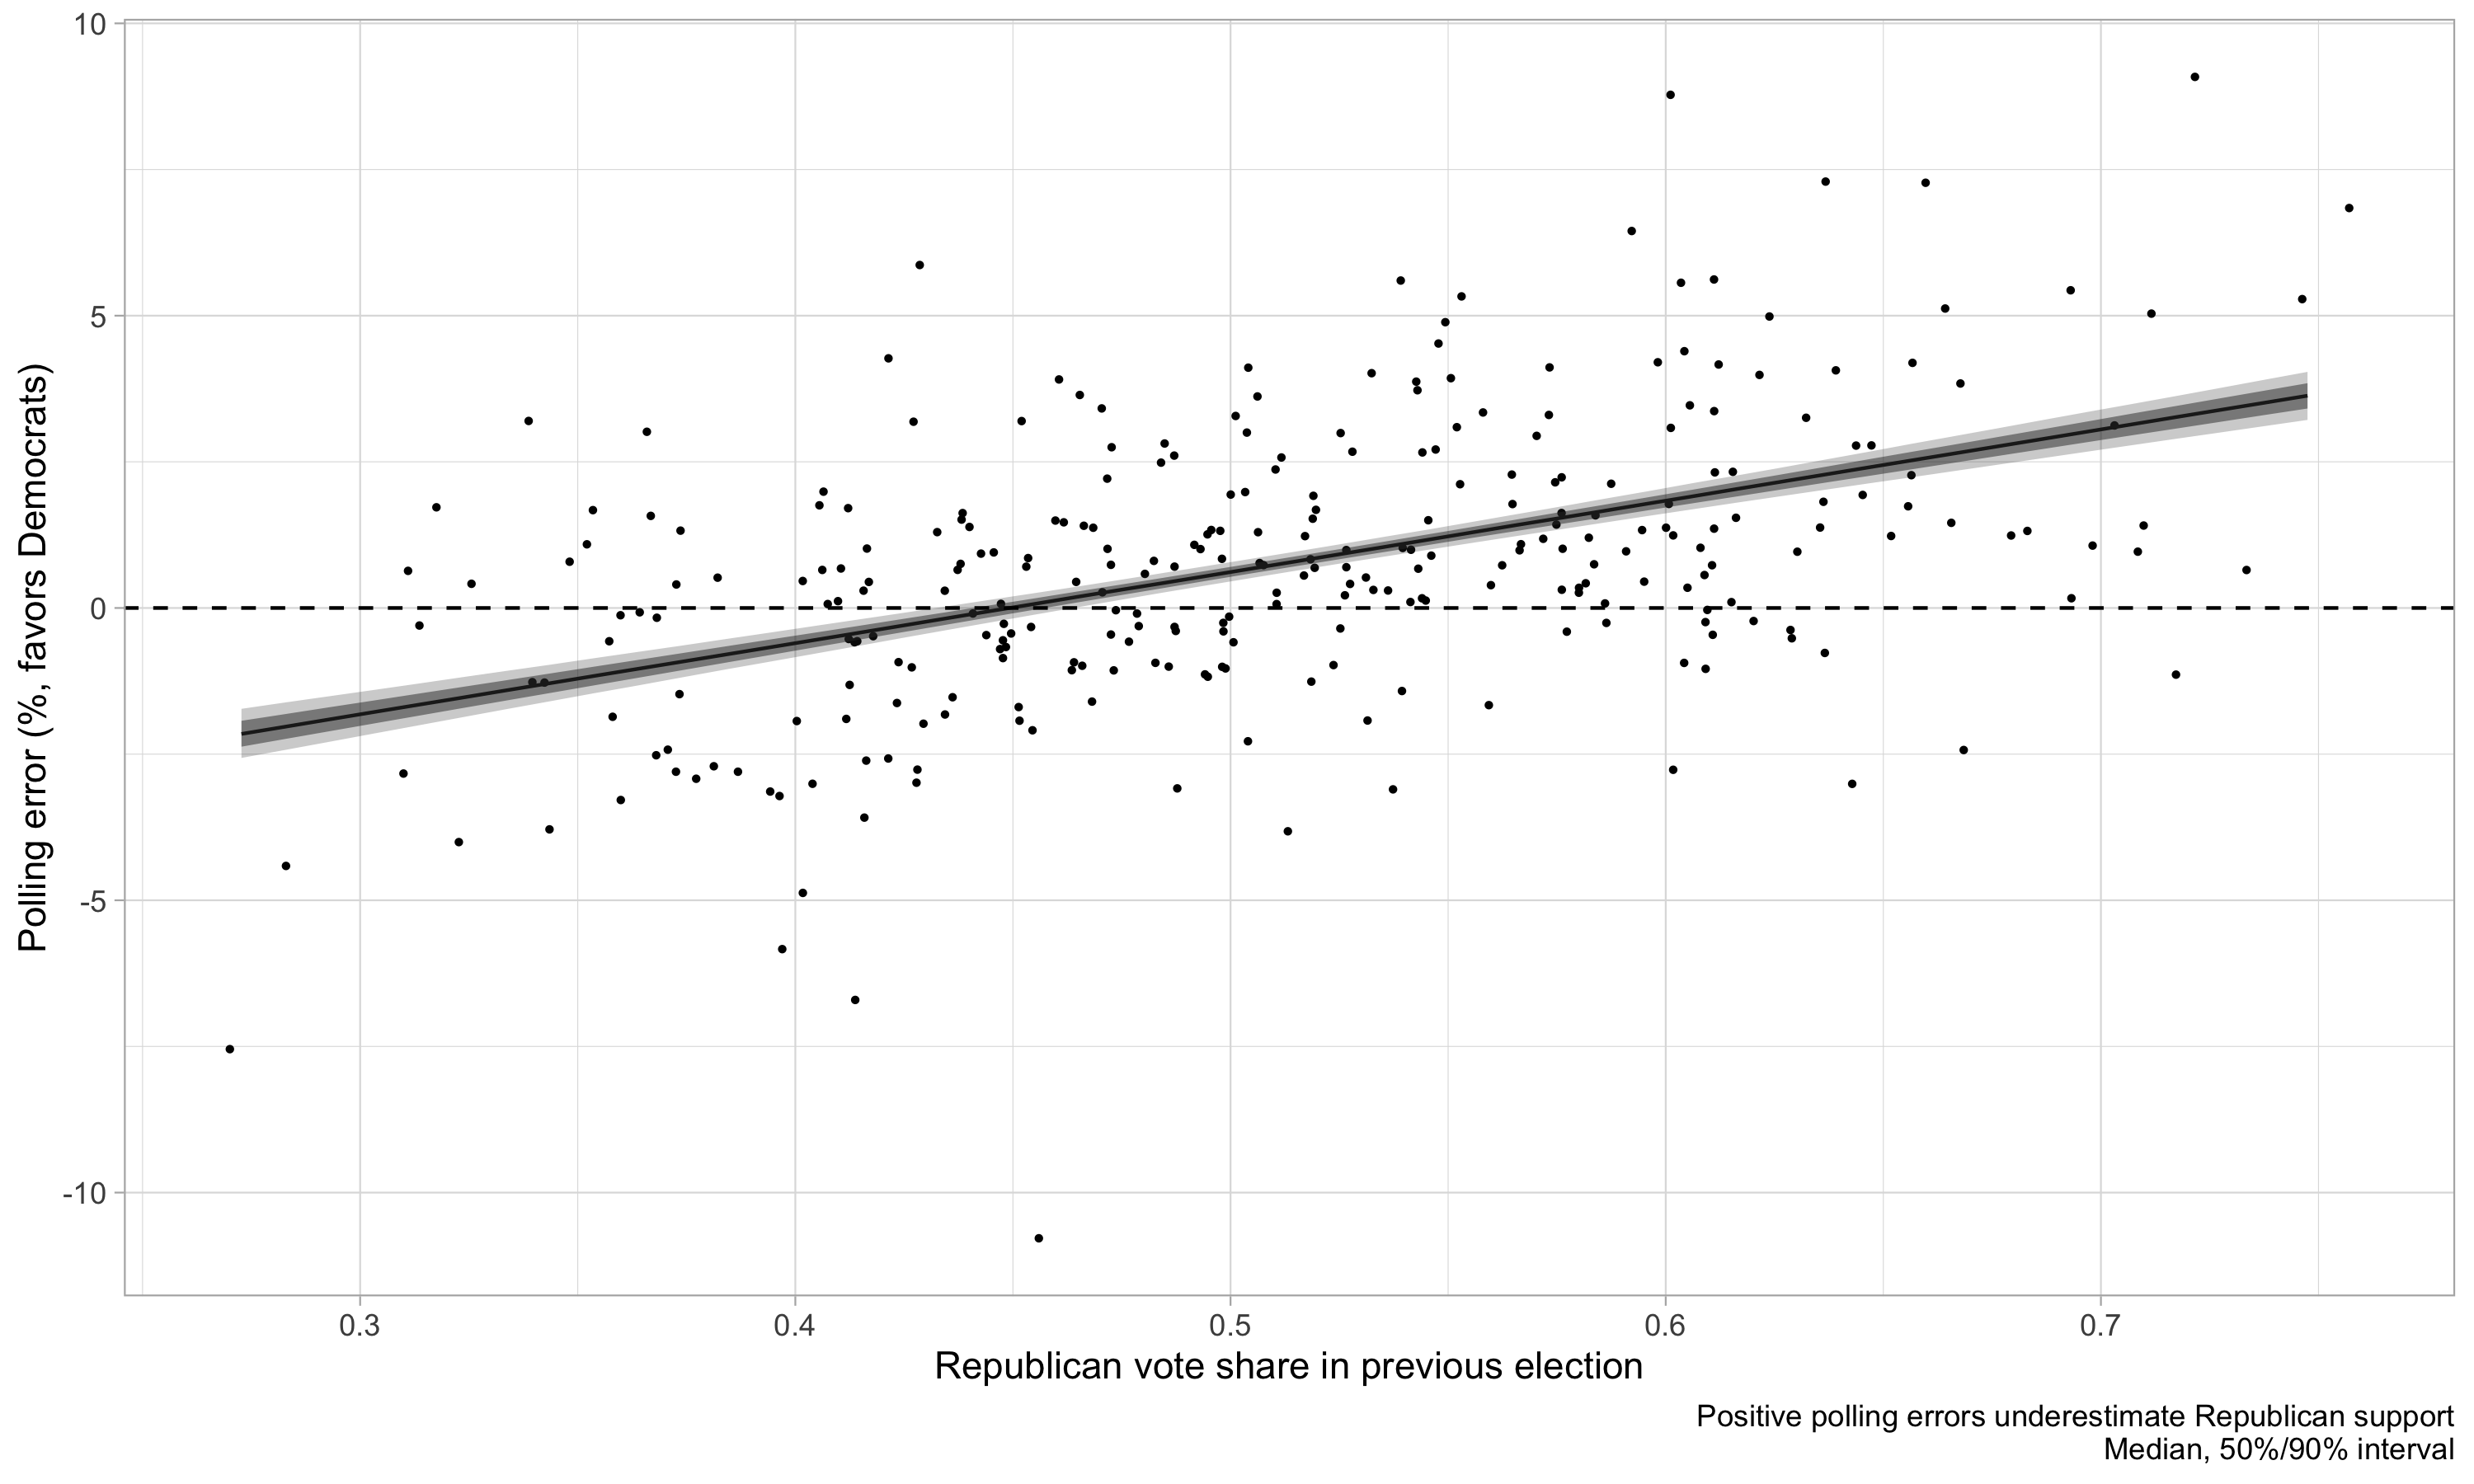 10
5
0
-5
-10
Polling error (%, favors Democrats)
0.3
0.4
0.5
0.6
0.7
Republican vote share in previous election
Positive polling errors underestimate Republican support
Median, 50%/90% interval